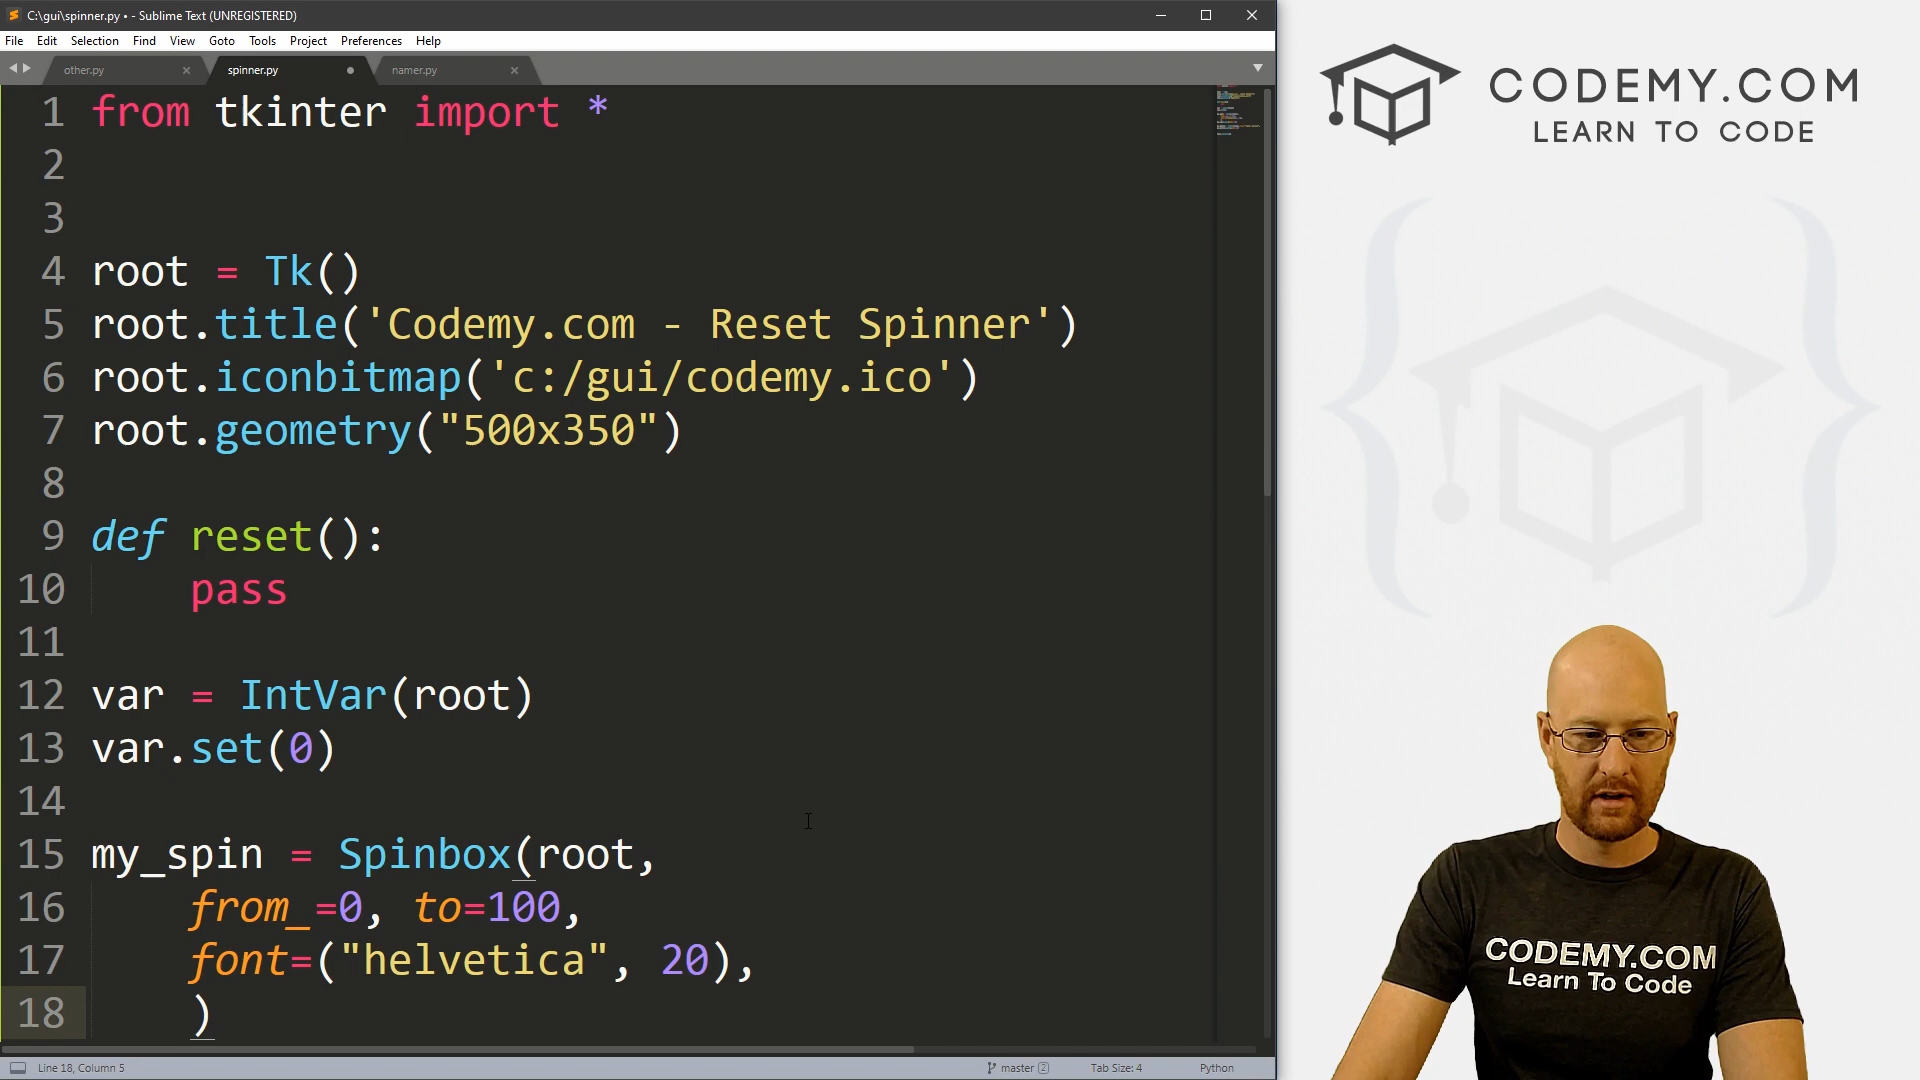 C:\gui\spinner.py • - Sublime Text (UNREGISTERED)
File Edit Selection Find View Goto Tools Project Preferences Help
other.py spinner.py namer.py
1 from tkinter import *
2
3
4 root = Tk()
5 root.title('Codemy.com - Reset Spinner')
6 root.iconbitmap('c:/gui/codemy.ico')
7 root.geometry("500x350")
8
9 def reset():
10 pass
11
12 var = IntVar(root)
13 var.set(0)
14
15 my_spin = Spinbox(root,
16 from_=0, to=100,
17 font=("helvetica", 20),
18 )
Line 18, Column 5 master 2 Tab Size: 4 Python
CODEMY.COM
LEARN TO CODE
CODEMY.COM
Learn To Code